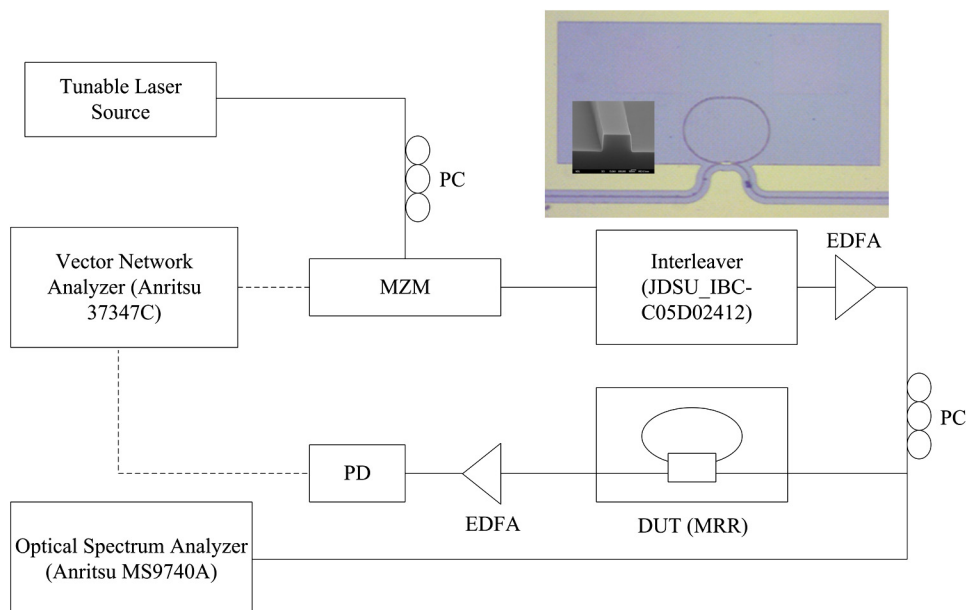 Tunable Laser
Source
PC
Vector Network
Analyzer (Anritsu
37347C)
MZM
Interleaver
(JDSU_IBC-
C05D02412)
EDFA
PC
PD
EDFA
DUT (MRR)
Optical Spectrum Analyzer
(Anritsu MS9740A)